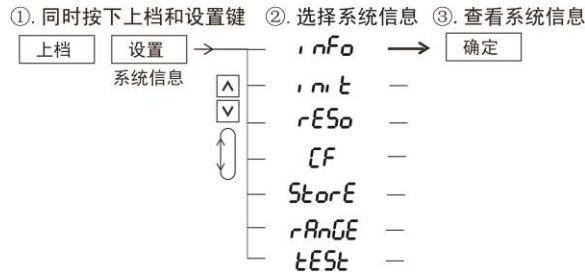 ①. 同时按下上档和设置键 ②. 选择系统信息 ③. 查看系统信息
上档 设置 → inFo → 确定
系统信息
∧ init —
∨ rESo —
CF —
StorE —
rAnGE —
tESt —